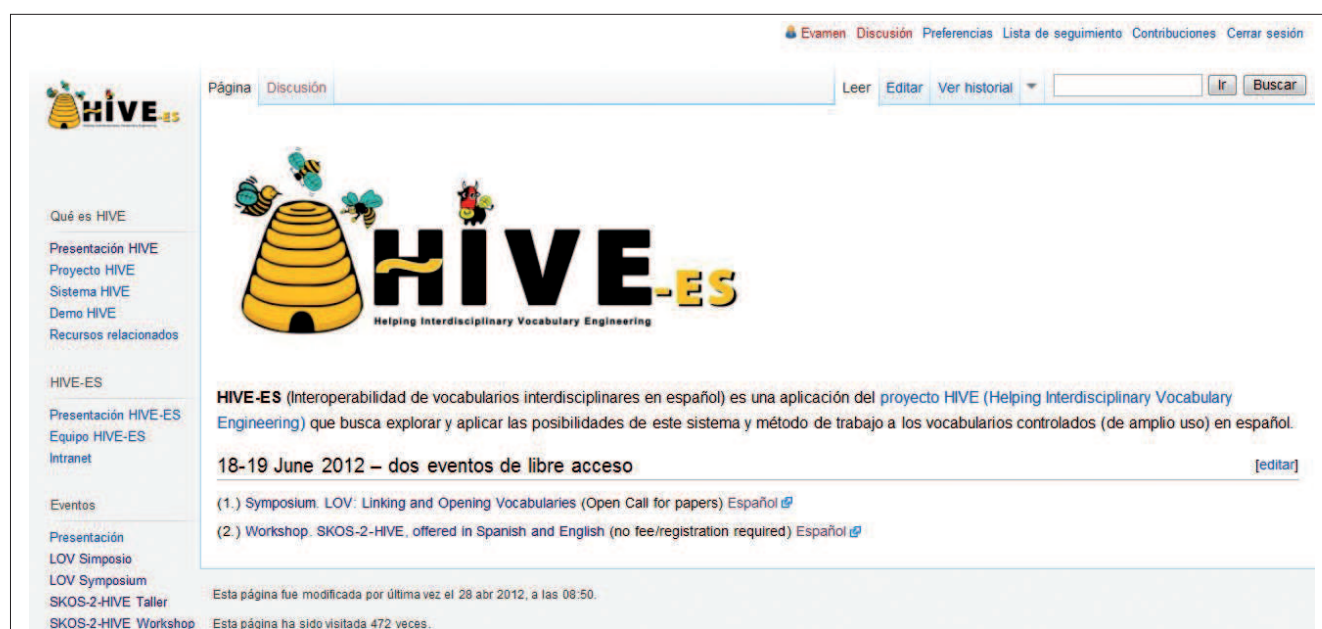 Evamen Discusión Preferencias Lista de seguimiento Contribuciones Cerrar sesión
HIVE-ES
Página Discusión Leer Editar Ver historial Ir Buscar
HIVE-ES
Helping Interdisciplinary Vocabulary Engineering
Qué es HIVE
Presentación HIVE
Proyecto HIVE
Sistema HIVE
Demo HIVE
Recursos relacionados
HIVE-ES
Presentación HIVE-ES
Equipo HIVE-ES
Intranet
Eventos
Presentación
LOV Simposio
LOV Symposium
SKOS-2-HIVE Taller
SKOS-2-HIVE Workshop
HIVE-ES (Interoperabilidad de vocabularios interdisciplinares en español) es una aplicación del proyecto HIVE (Helping Interdisciplinary Vocabulary
Engineering) que busca explorar y aplicar las posibilidades de este sistema y método de trabajo a los vocabularios controlados (de amplio uso) en español.
18-19 June 2012 – dos eventos de libre acceso [editar]
(1.) Symposium. LOV: Linking and Opening Vocabularies (Open Call for papers) Español
(2.) Workshop. SKOS-2-HIVE, offered in Spanish and English (no fee/registration required) Español
Esta página fue modificada por última vez el 28 abr 2012, a las 08:50.
Esta página ha sido visitada 472 veces.